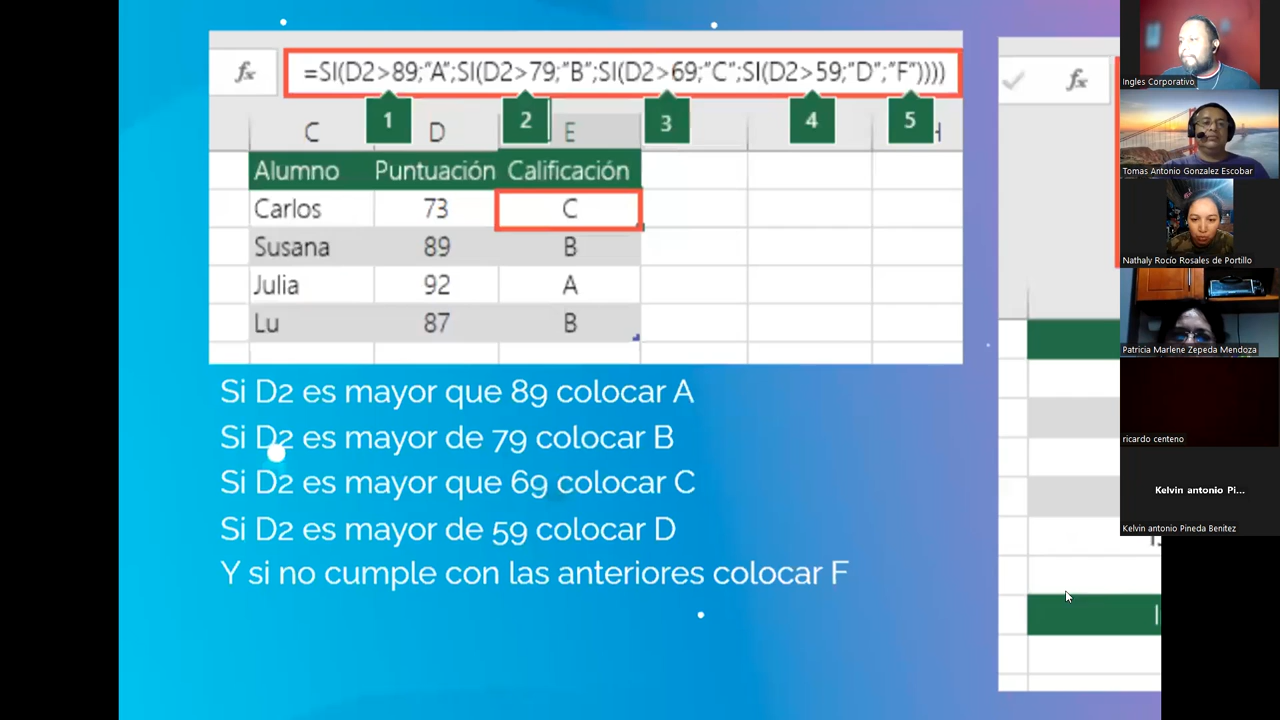 fx =SI(D2>89;"A";SI(D2>79;"B";SI(D2>69;"C";SI(D2>59;"D";"F"))))
1 2 3 4 5
C D E H
Alumno Puntuación Calificación
Carlos 73 C
Susana 89 B
Julia 92 A
Lu 87 B
Si D2 es mayor que 89 colocar A
Si D2 es mayor de 79 colocar B
Si D2 es mayor que 69 colocar C
Si D2 es mayor de 59 colocar D
Y si no cumple con las anteriores colocar F
fx
Ingles Corporativo
Tomas Antonio Gonzalez Escobar
Nathaly Rocío Rosales de Portillo
Patricia Marlene Zepeda Mendoza
ricardo centeno
Kelvin antonio Pi...
Kelvin antonio Pineda Benitez